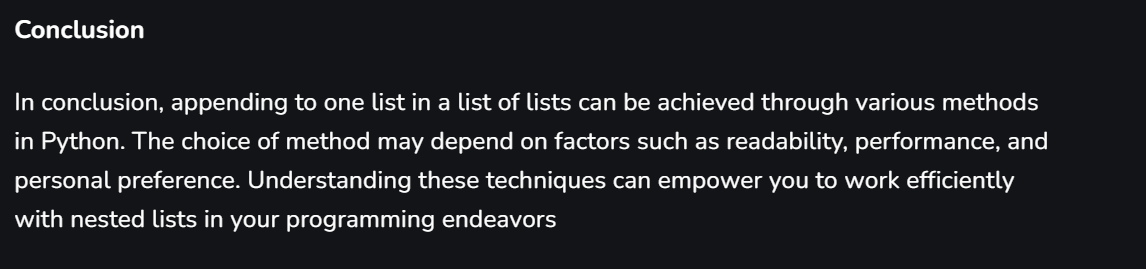 Conclusion
In conclusion, appending to one list in a list of lists can be achieved through various methods
in Python. The choice of method may depend on factors such as readability, performance, and
personal preference. Understanding these techniques can empower you to work efficiently
with nested lists in your programming endeavors